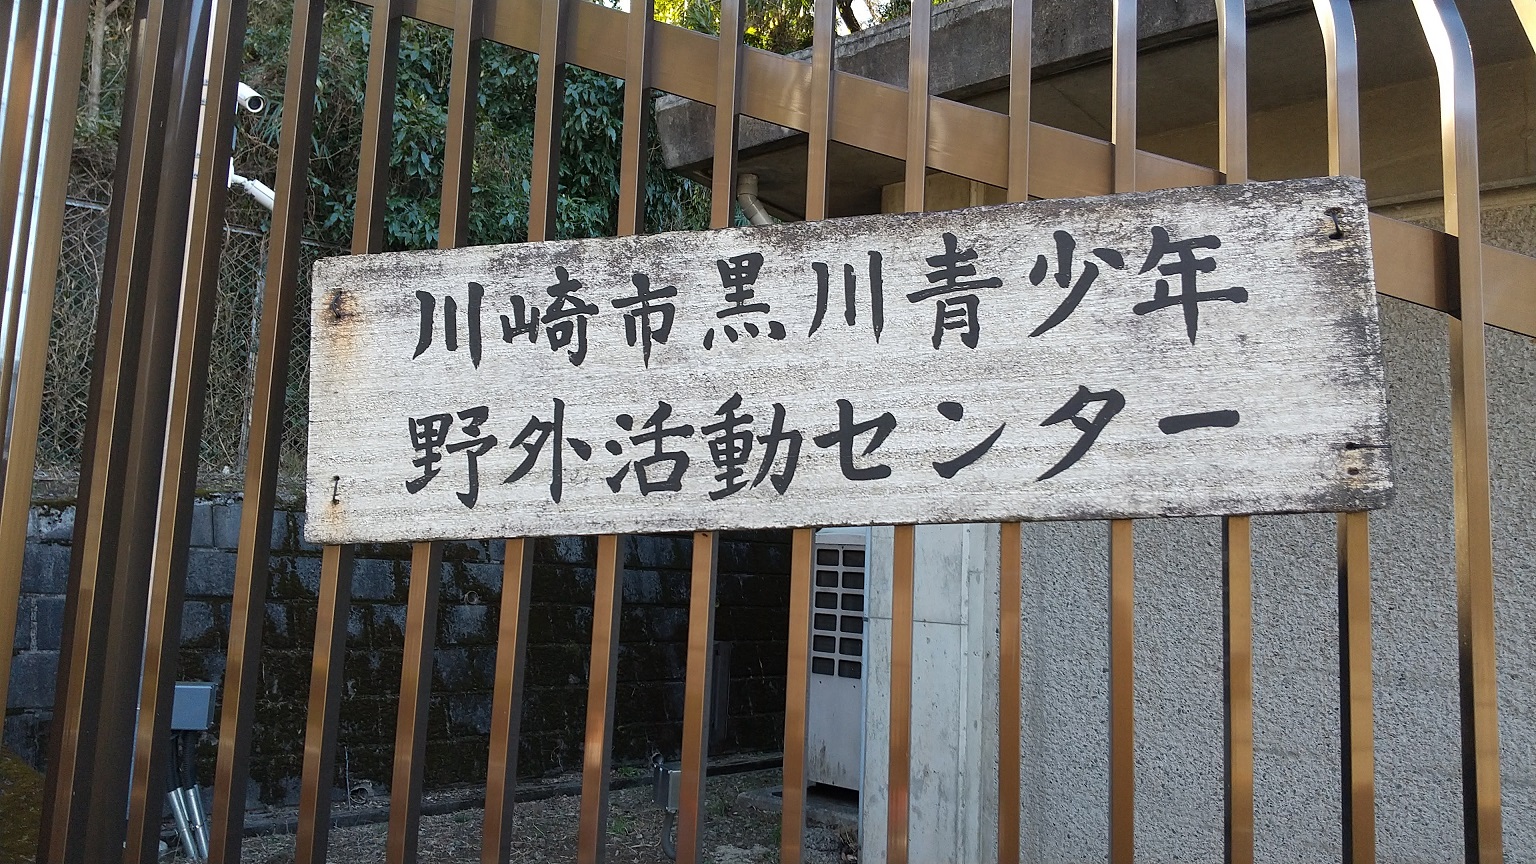 川崎市黒川青少年
野外活動センター